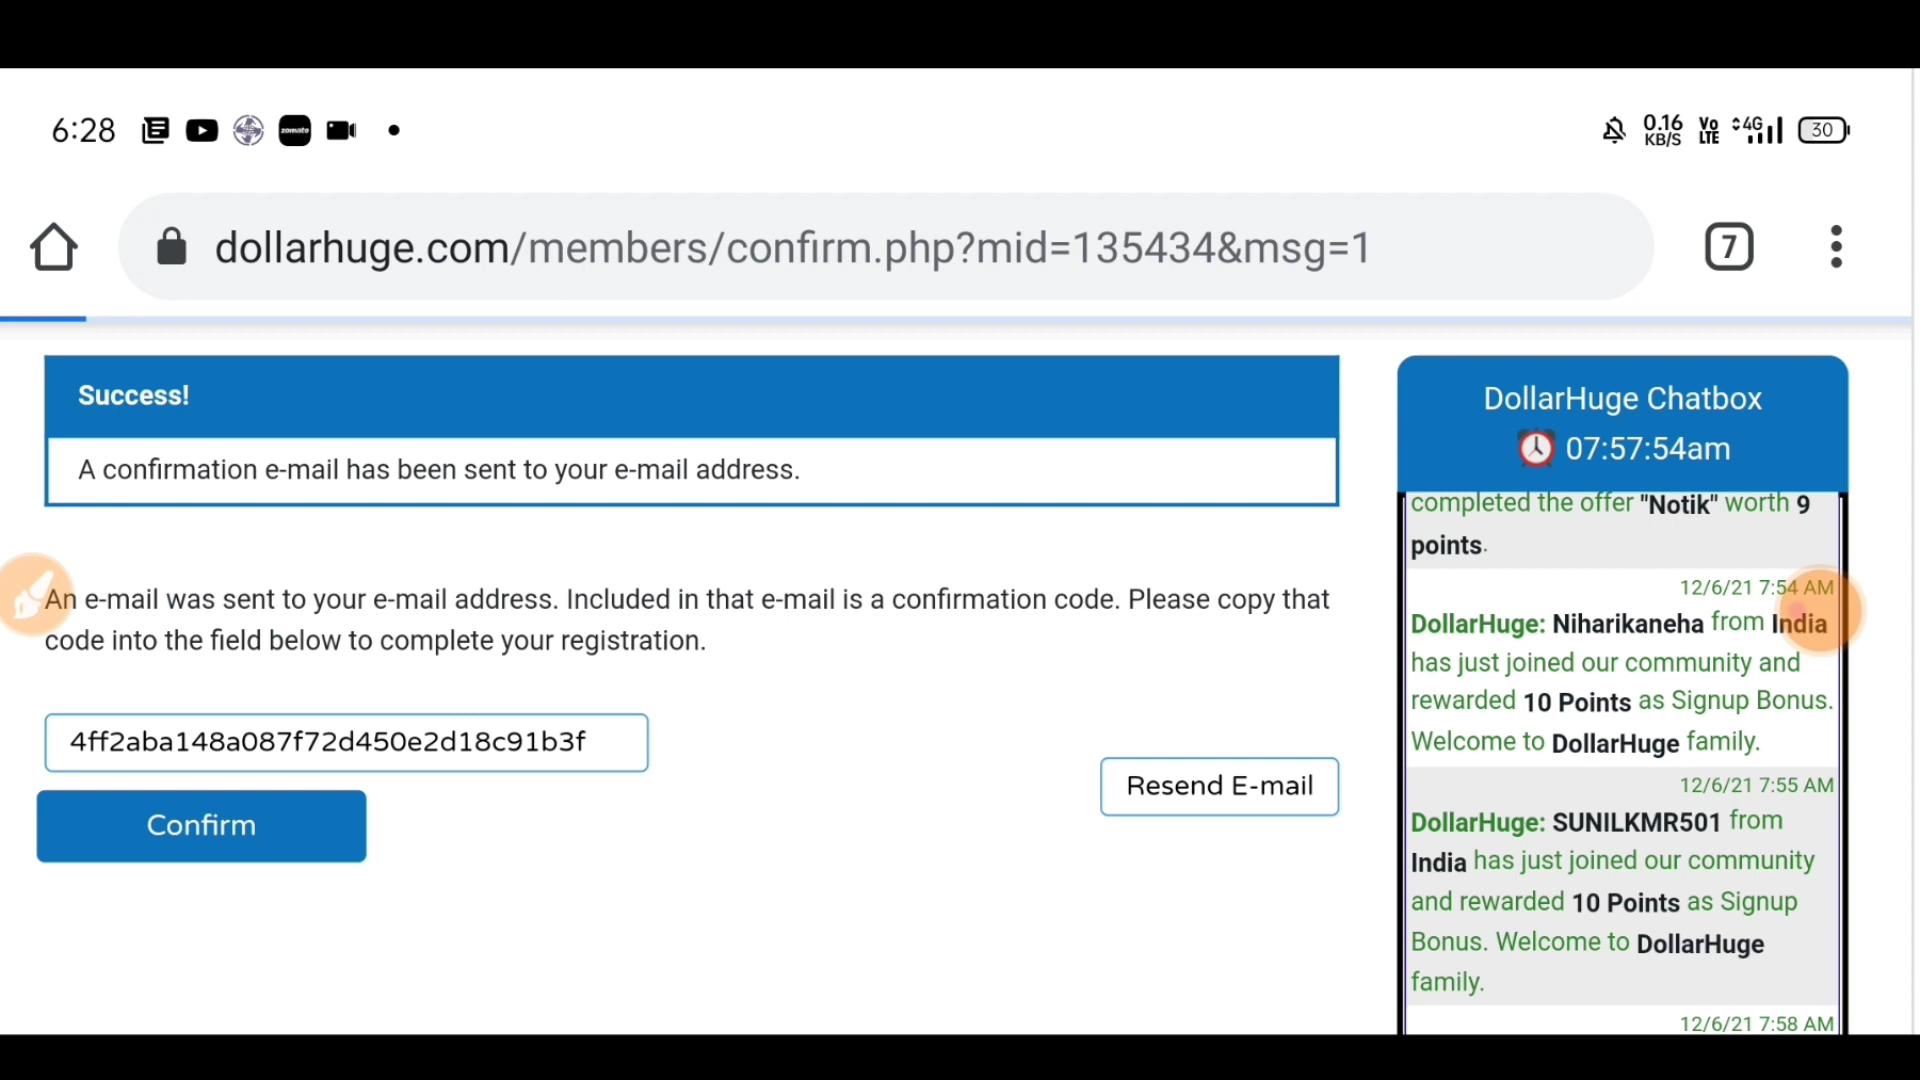 6:28
zomato
0.16
KB/S
Vo
LTE
4G
30
dollarhuge.com/members/confirm.php?mid=135434&msg=1
7
Success!
A confirmation e-mail has been sent to your e-mail address.
An e-mail was sent to your e-mail address. Included in that e-mail is a confirmation code. Please copy that
code into the field below to complete your registration.
4ff2aba148a087f72d450e2d18c91b3f
Resend E-mail
Confirm
DollarHuge Chatbox
07:57:54am
completed the offer "Notik" worth 9
points.
12/6/21 7:54 AM
DollarHuge: Niharikaneha from India
has just joined our community and
rewarded 10 Points as Signup Bonus.
Welcome to DollarHuge family.
12/6/21 7:55 AM
DollarHuge: SUNILKMR501 from
India has just joined our community
and rewarded 10 Points as Signup
Bonus. Welcome to DollarHuge
family.
12/6/21 7:58 AM